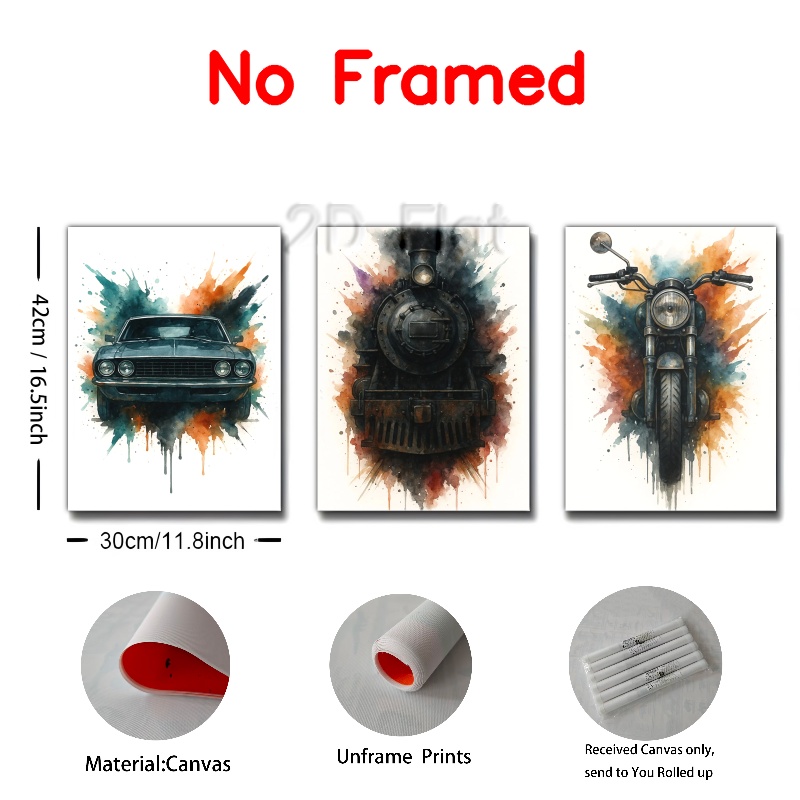 No Framed
2D Flat
42cm / 16.5inch
30cm/11.8inch
Material:Canvas
Unframe Prints
Received Canvas only,
send to You Rolled up